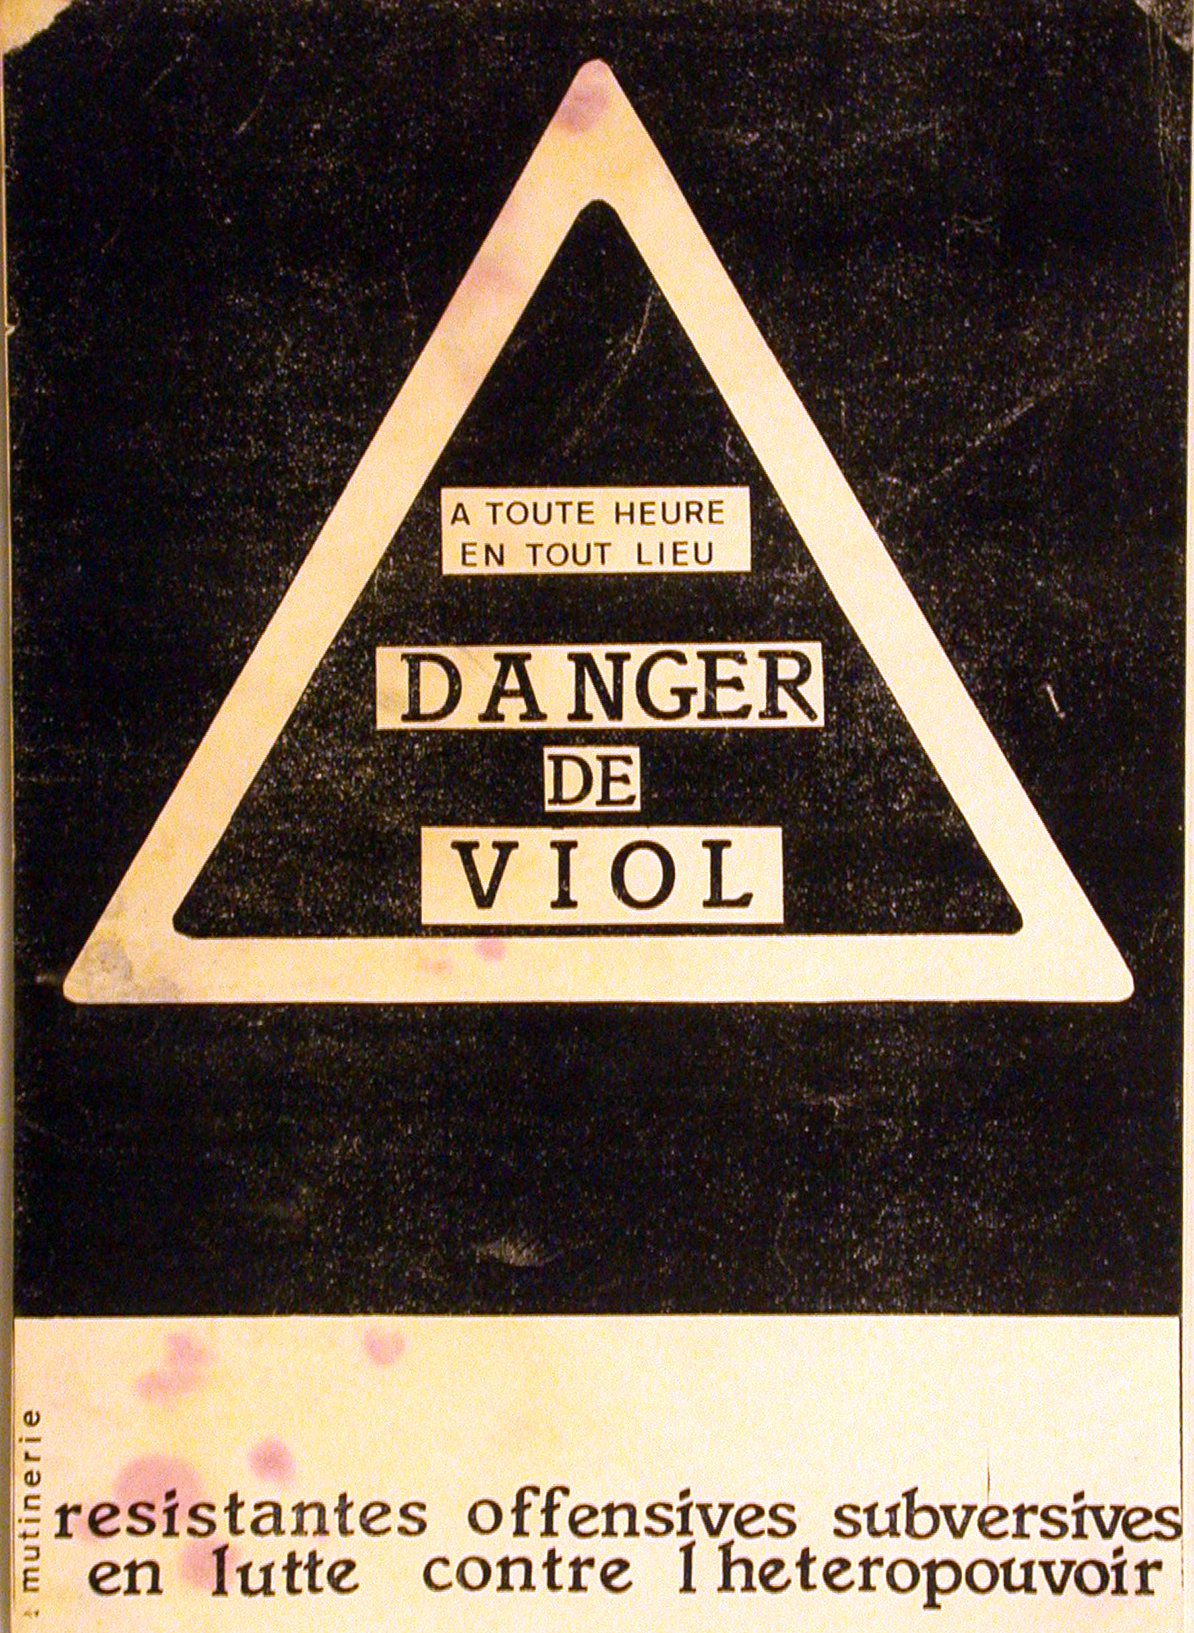 A TOUTE HEURE
EN TOUT LIEU
DANGER
DE
VIOL
mutinerie
resistantes offensives subversives
en lutte contre l heteropouvoir